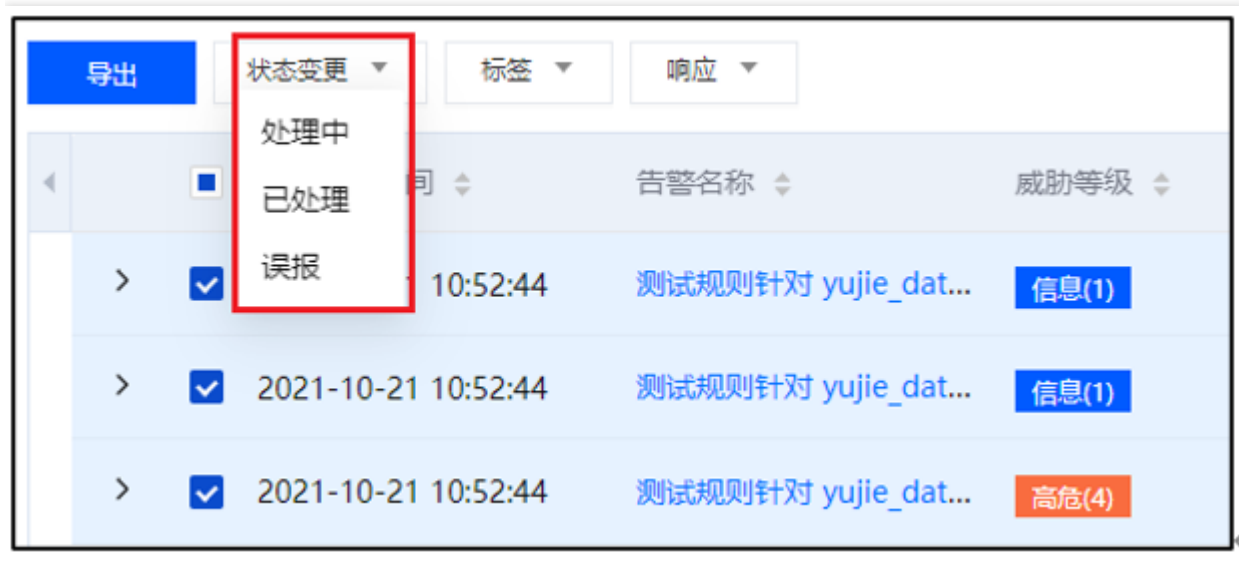 导出 状态变更 标签 响应
处理中
已处理
误报
间 告警名称 威胁等级
10:52:44 测试规则针对 yujie_dat... 信息(1)
2021-10-21 10:52:44 测试规则针对 yujie_dat... 信息(1)
2021-10-21 10:52:44 测试规则针对 yujie_dat... 高危(4)